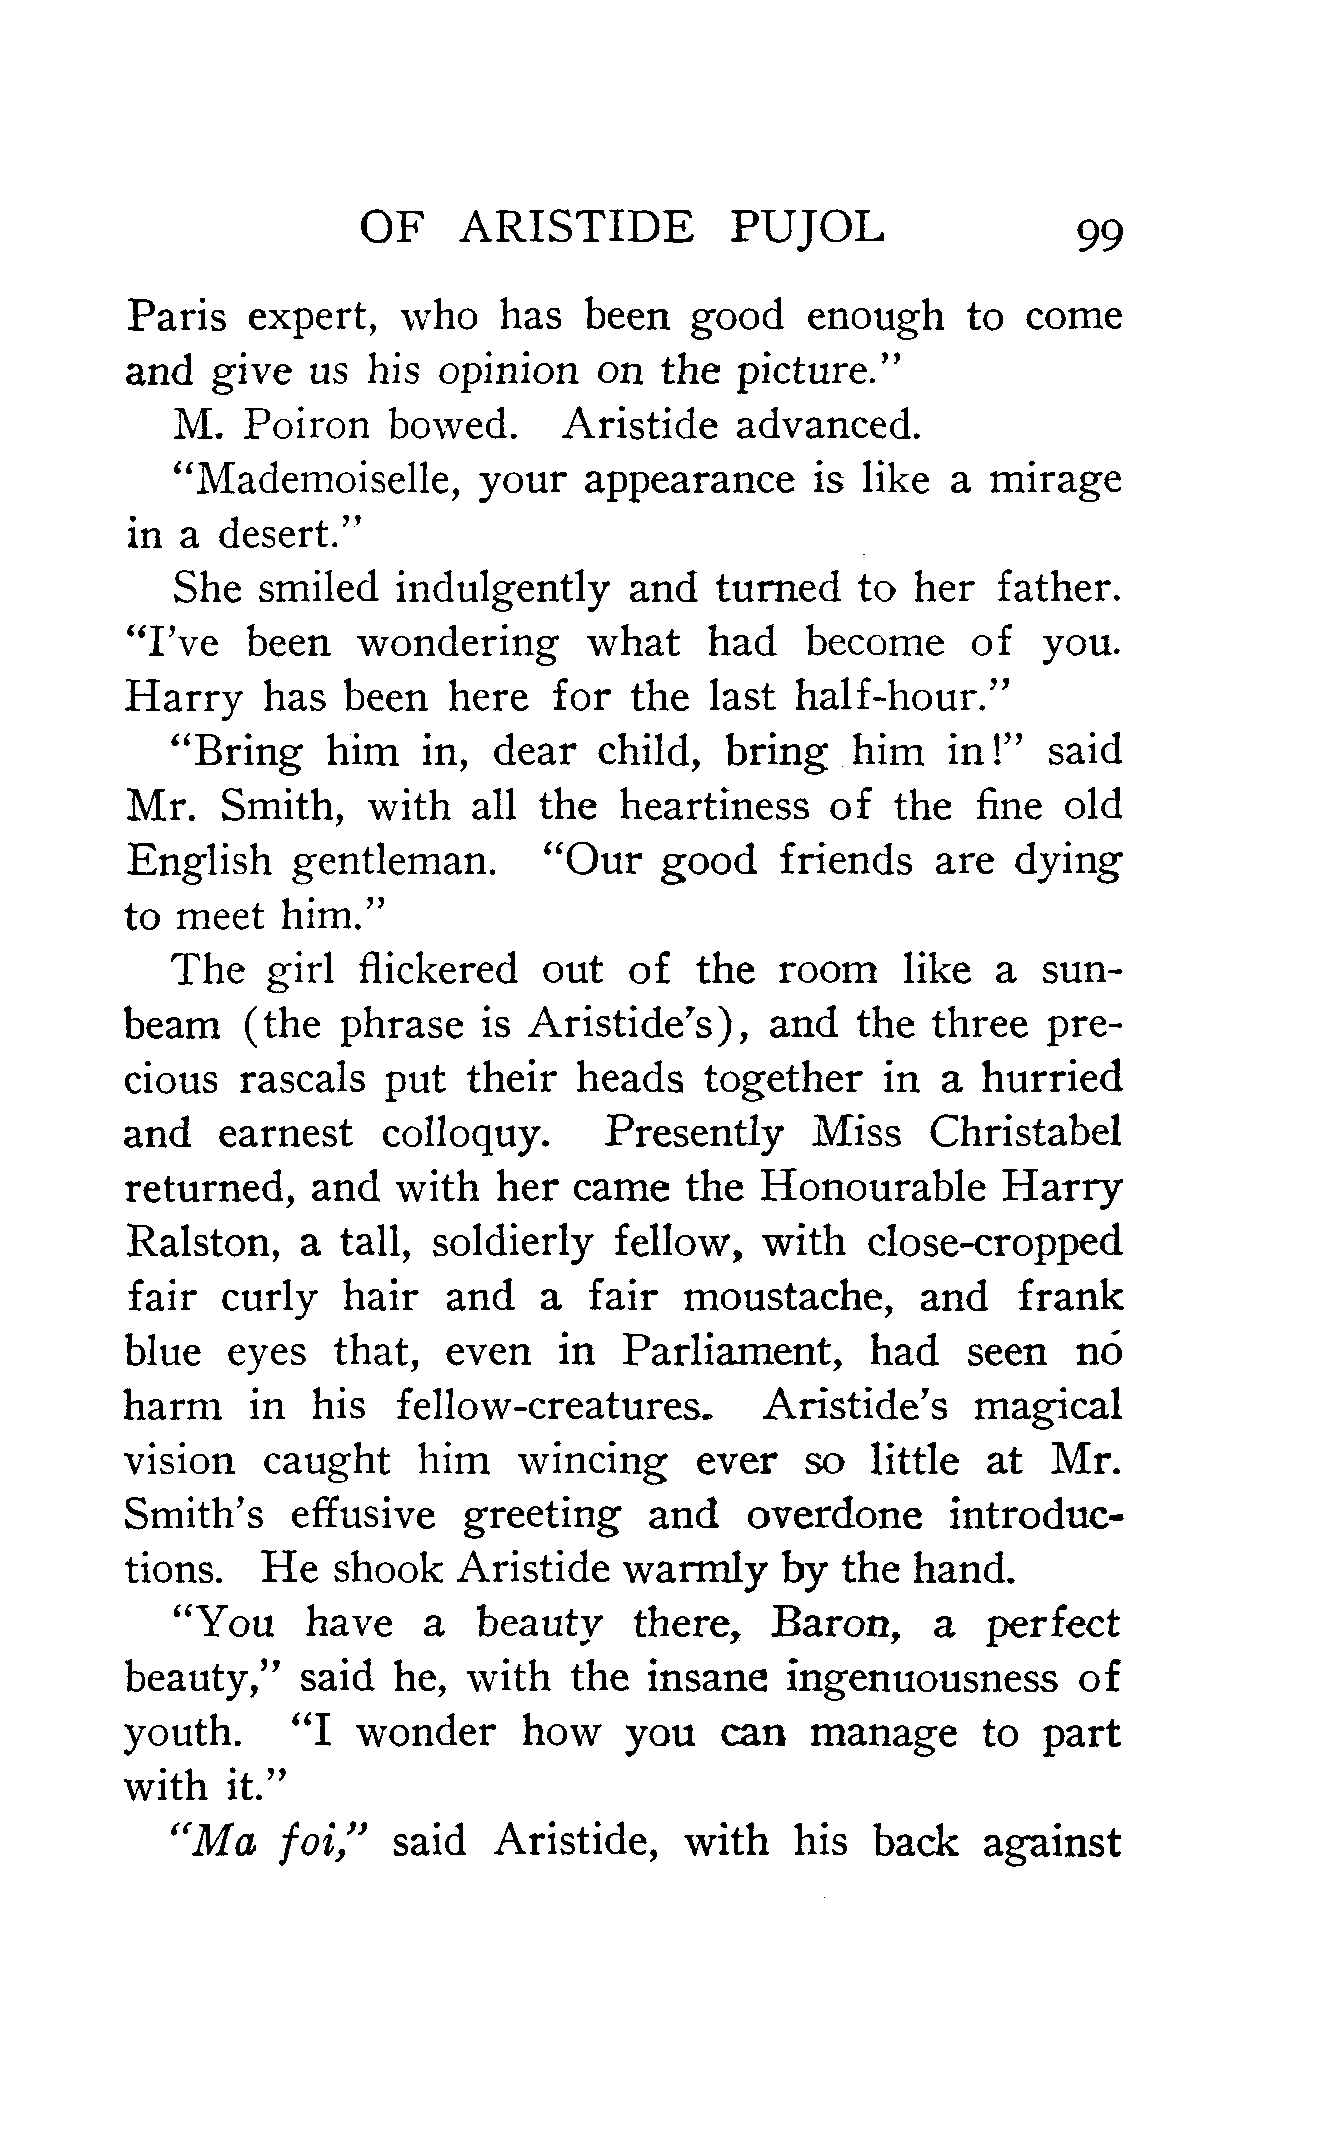 OF ARISTIDE PUJOL 99
Paris expert, who has been good enough to come
and give us his opinion on the picture."
M. Poiron bowed. Aristide advanced.
"Mademoiselle, your appearance is like a mirage
in a desert."
She smiled indulgently and turned to her father.
"I've been wondering what had become of you.
Harry has been here for the last half-hour."
"Bring him in, dear child, bring him in!" said
Mr. Smith, with all the heartiness of the fine old
English gentleman. "Our good friends are dying
to meet him."
The girl flickered out of the room like a sun-
beam (the phrase is Aristide's), and the three pre-
cious rascals put their heads together in a hurried
and earnest colloquy. Presently Miss Christabel
returned, and with her came the Honourable Harry
Ralston, a tall, soldierly fellow, with close-cropped
fair curly hair and a fair moustache, and frank
blue eyes that, even in Parliament, had seen no
harm in his fellow-creatures. Aristide's magical
vision caught him wincing ever so little at Mr.
Smith's effusive greeting and overdone introduc-
tions. He shook Aristide warmly by the hand.
"You have a beauty there, Baron, a perfect
beauty," said he, with the insane ingenuousness of
youth. "I wonder how you can manage to part
with it."
"Ma foi," said Aristide, with his back against